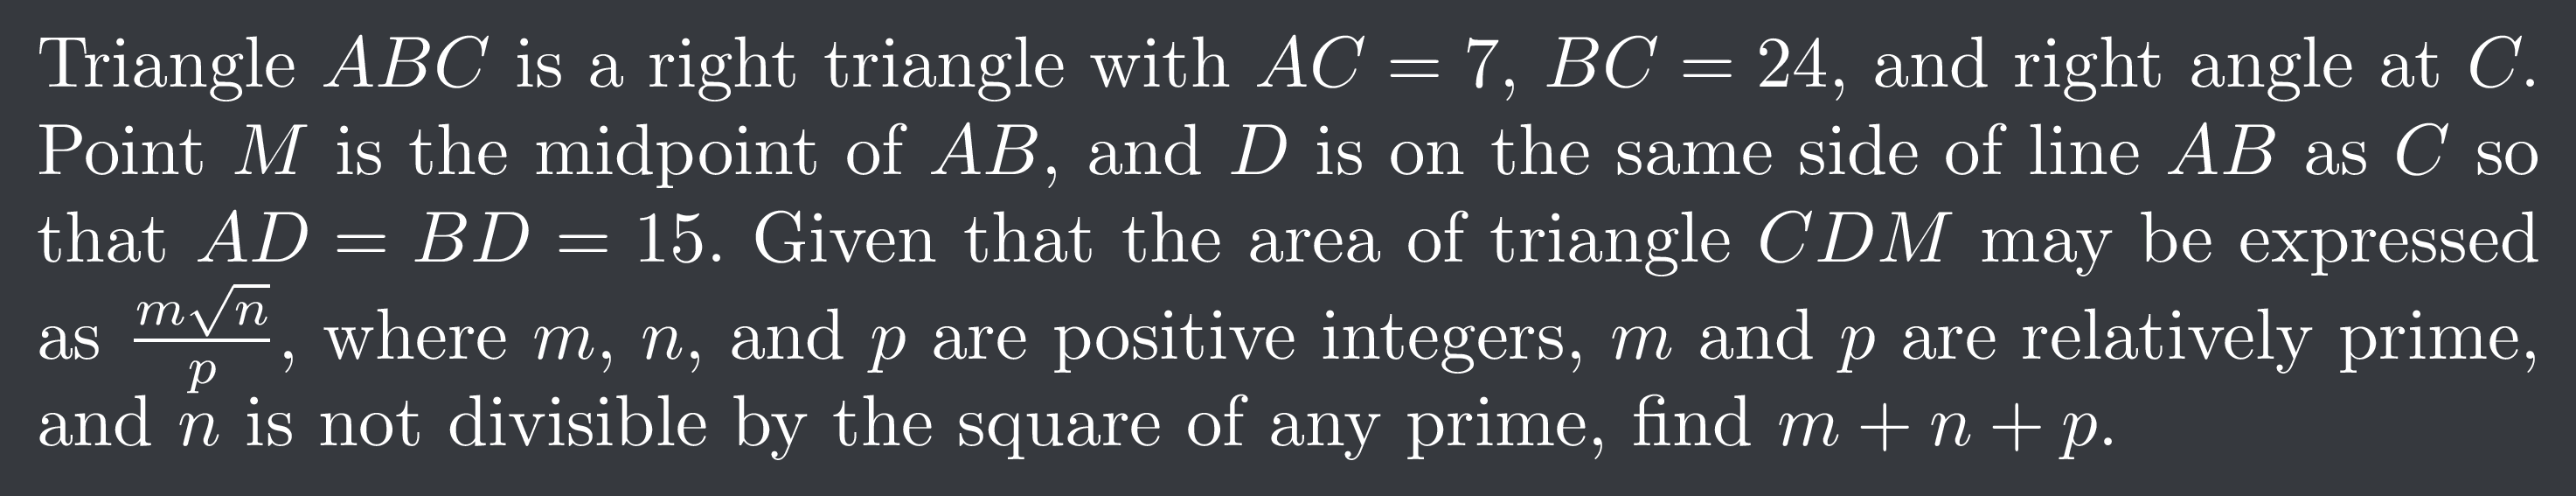 Triangle $ABC$ is a right triangle with $AC = 7$, $BC = 24$, and right angle at $C$.
Point $M$ is the midpoint of $AB$, and $D$ is on the same side of line $AB$ as $C$ so
that $AD = BD = 15$. Given that the area of triangle $CDM$ may be expressed
as $\frac{m\sqrt{n}}{p}$, where $m$, $n$, and $p$ are positive integers, $m$ and $p$ are relatively prime,
and $n$ is not divisible by the square of any prime, find $m + n + p$.